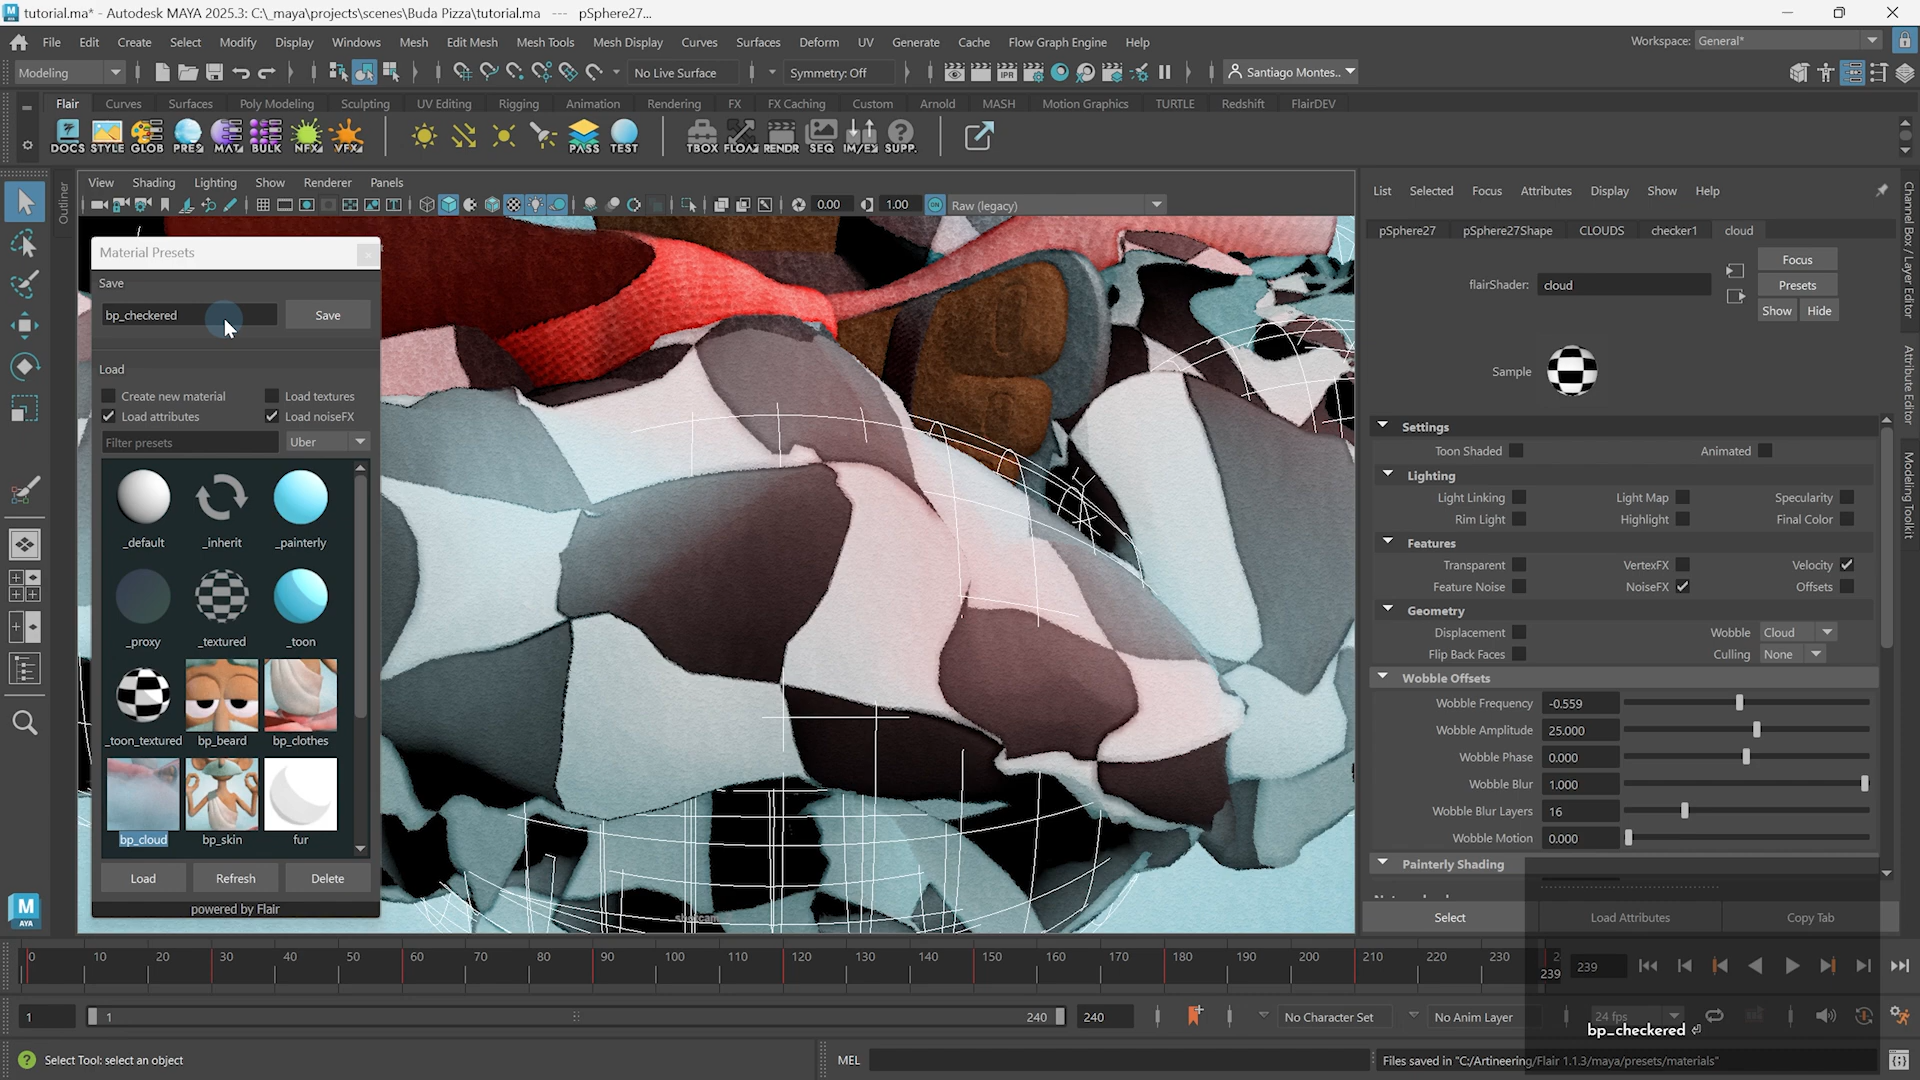 tutorial.ma* - Autodesk MAYA 2025.3: C:\_maya\projects\scenes\Buda Pizza\tutorial.ma --- pSphere27...
File Edit Create Select Modify Display Windows Mesh Edit Mesh Mesh Tools Mesh Display Curves Surfaces Deform UV Generate Cache Flow Graph Engine Help
Workspace: General*
Modeling
No Live Surface
Symmetry: Off
IPR
Santiago Montes..
Flair Curves Surfaces Poly Modeling Sculpting UV Editing Rigging Animation Rendering FX FX Caching Custom Arnold MASH Motion Graphics TURTLE Redshift FlairDEV
DOCS STYLE GLOB PRES MAT BULK NFX VFX PASS TEST TBOX FLOAT RENDR SEQ IM/EX SUPP.
Outliner
View Shading Lighting Show Renderer Panels
0.00
1.00
ON
Raw (legacy)
Material Presets
Save
bp_checkered
Save
Load
Create new material
Load textures
Load attributes
Load noiseFX
Filter presets
Uber
_default _inherit _painterly
_proxy _textured _toon
_toon_textured bp_beard bp_clothes
bp_cloud bp_skin fur
Load Refresh Delete
powered by Flair
List Selected Focus Attributes Display Show Help
pSphere27 pSphere27Shape CLOUDS checker1 cloud
flairShader: cloud
Focus
Presets
Show Hide
Sample
Settings
Toon Shaded
Animated
Lighting
Light Linking
Light Map
Specularity
Rim Light
Highlight
Final Color
Features
Transparent
VertexFX
Velocity
Feature Noise
NoiseFX
Offsets
Geometry
Displacement
Wobble Cloud
Flip Back Faces
Culling None
Wobble Offsets
Wobble Frequency -0.559
Wobble Amplitude 25.000
Wobble Phase 0.000
Wobble Blur 1.000
Wobble Blur Layers 16
Wobble Motion 0.000
Painterly Shading
Select
Load Attributes
Copy Tab
Channel Box / Layer Editor
Attribute Editor
Modeling Toolkit
M
AYA
0 10 20 30 40 50 60 70 80 90 100 110 120 130 140 150 160 170 180 190 200 210 220 230
239
239
1
1
240
240
No Character Set
No Anim Layer
24 fps
bp_checkered
Select Tool: select an object
MEL
Files saved in "C:/Artineering/Flair 1.1.3/maya/presets/materials"